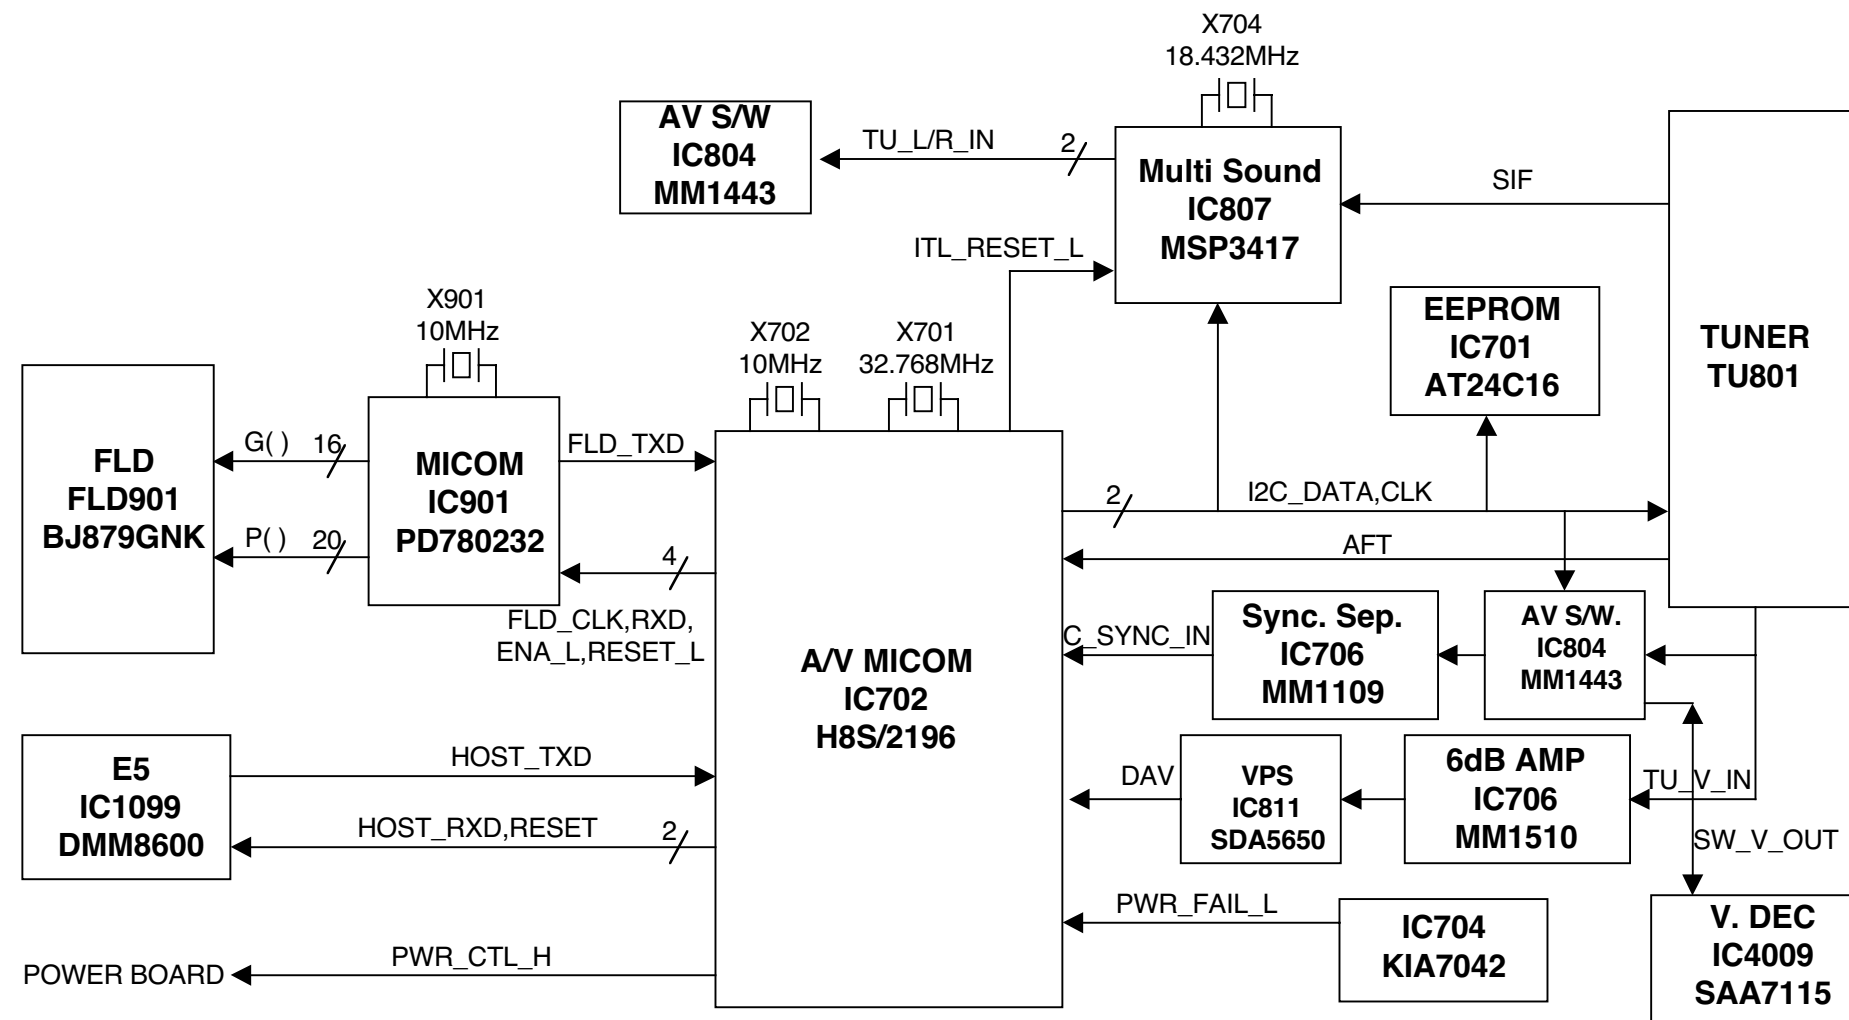 X704
18.432MHz
AV S/W
IC804
MM1443
TU_L/R_IN
2
Multi Sound
IC807
MSP3417
SIF
ITL_RESET_L
TUNER
TU801
EEPROM
IC701
AT24C16
X901
10MHz
X702
10MHz
X701
32.768MHz
FLD
FLD901
BJ879GNK
G( )
16
P( )
20
MICOM
IC901
PD780232
FLD_TXD
4
FLD_CLK,RXD,
ENA_L,RESET_L
A/V MICOM
IC702
H8S/2196
2
I2C_DATA,CLK
AFT
C_SYNC_IN
Sync. Sep.
IC706
MM1109
AV S/W.
IC804
MM1443
E5
IC1099
DMM8600
HOST_TXD
HOST_RXD,RESET
2
DAV
VPS
IC811
SDA5650
6dB AMP
IC706
MM1510
TU_V_IN
SW_V_OUT
PWR_FAIL_L
IC704
KIA7042
V. DEC
IC4009
SAA7115
POWER BOARD
PWR_CTL_H